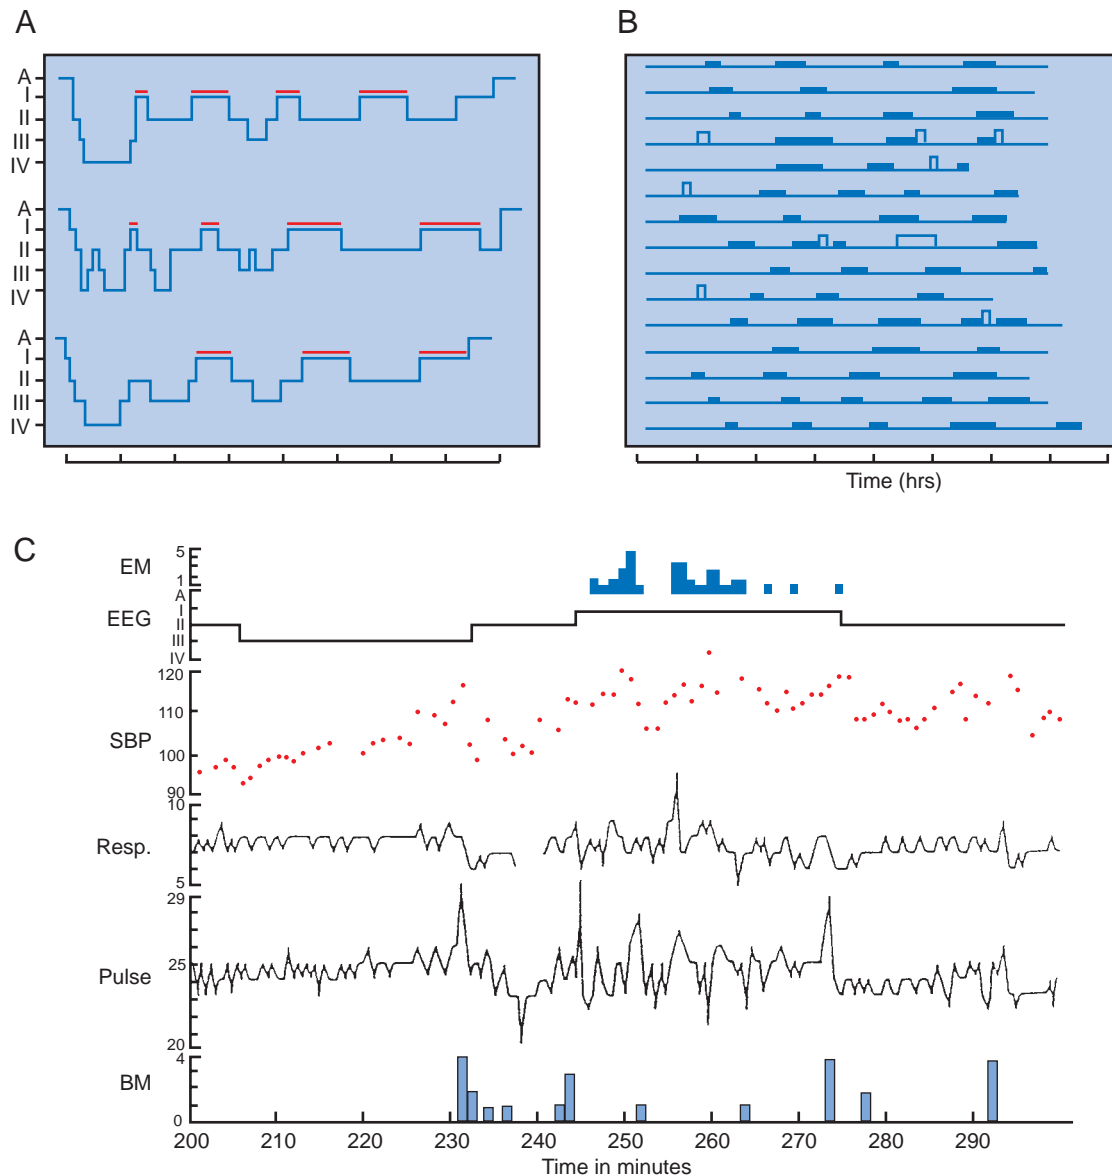 A
B
A
I
II
III
IV
A
I
II
III
IV
A
I
II
III
IV
Time (hrs)
C
EM
5
1
EEG
A
I
II
III
IV
SBP
120
110
100
90
Resp.
10
5
Pulse
29
25
20
BM
4
0
200 210 220 230 240 250 260 270 280 290
Time in minutes